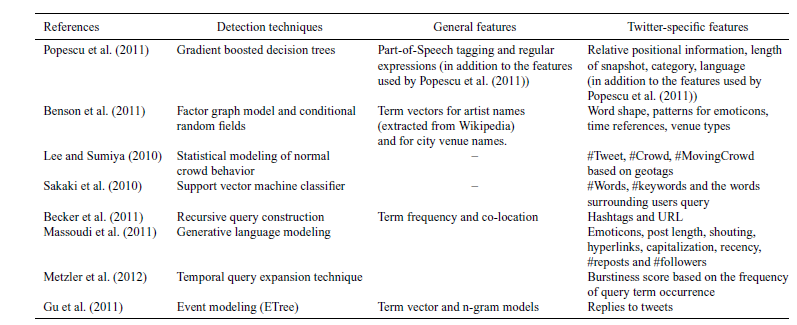 References Detection techniques General features Twitter-specific features
Popescu et al. (2011) Gradient boosted decision trees Part-of-Speech tagging and regular Relative positional information, length
expressions (in addition to the features of snapshot, category, language
used by Popescu et al. (2011)) (in addition to the features used by
Popescu et al. (2011))
Benson et al. (2011) Factor graph model and conditional Term vectors for artist names Word shape, patterns for emoticons,
random fields (extracted from Wikipedia) time references, venue types
and for city venue names.
Lee and Sumiya (2010) Statistical modeling of normal – #Tweet, #Crowd, #MovingCrowd
crowd behavior based on geotags
Sakaki et al. (2010) Support vector machine classifier – #Words, #keywords and the words
surrounding users query
Becker et al. (2011) Recursive query construction Term frequency and co-location Hashtags and URL
Massoudi et al. (2011) Generative language modeling Emoticons, post length, shouting,
hyperlinks, capitalization, recency,
#reposts and #followers
Metzler et al. (2012) Temporal query expansion technique Burstiness score based on the frequency
of query term occurrence
Gu et al. (2011) Event modeling (ETree) Term vector and n-gram models Replies to tweets